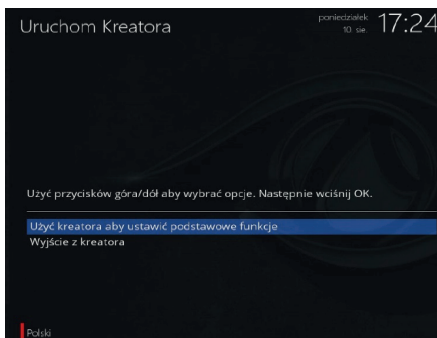 Uruchom Kreatora
poniedziałek
10. sie.
17:24
Użyć przycisków góra/dół aby wybrać opcje. Następnie wciśnij OK.
Użyć kreatora aby ustawić podstawowe funkcje
Wyjście z kreatora
Polski